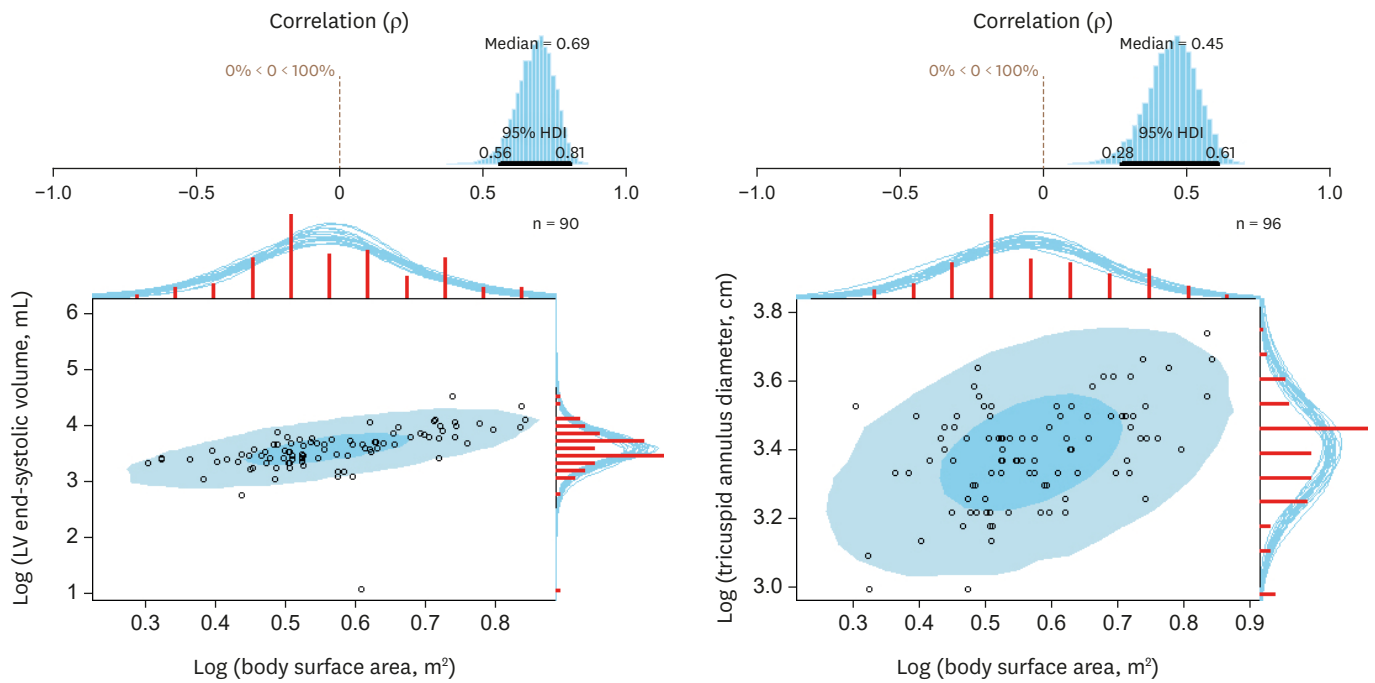 Correlation (ρ)
Median = 0.69
0% < 0 < 100%
95% HDI
0.56 0.81
−1.0 −0.5 0 0.5 1.0
n = 90
Log (LV end-systolic volume, mL)
6
5
4
3
2
1
0.3 0.4 0.5 0.6 0.7 0.8
Log (body surface area, m²)
Correlation (ρ)
Median = 0.45
0% < 0 < 100%
95% HDI
0.28 0.61
−1.0 −0.5 0 0.5 1.0
n = 96
Log (tricuspid annulus diameter, cm)
3.8
3.6
3.4
3.2
3.0
0.3 0.4 0.5 0.6 0.7 0.8 0.9
Log (body surface area, m²)